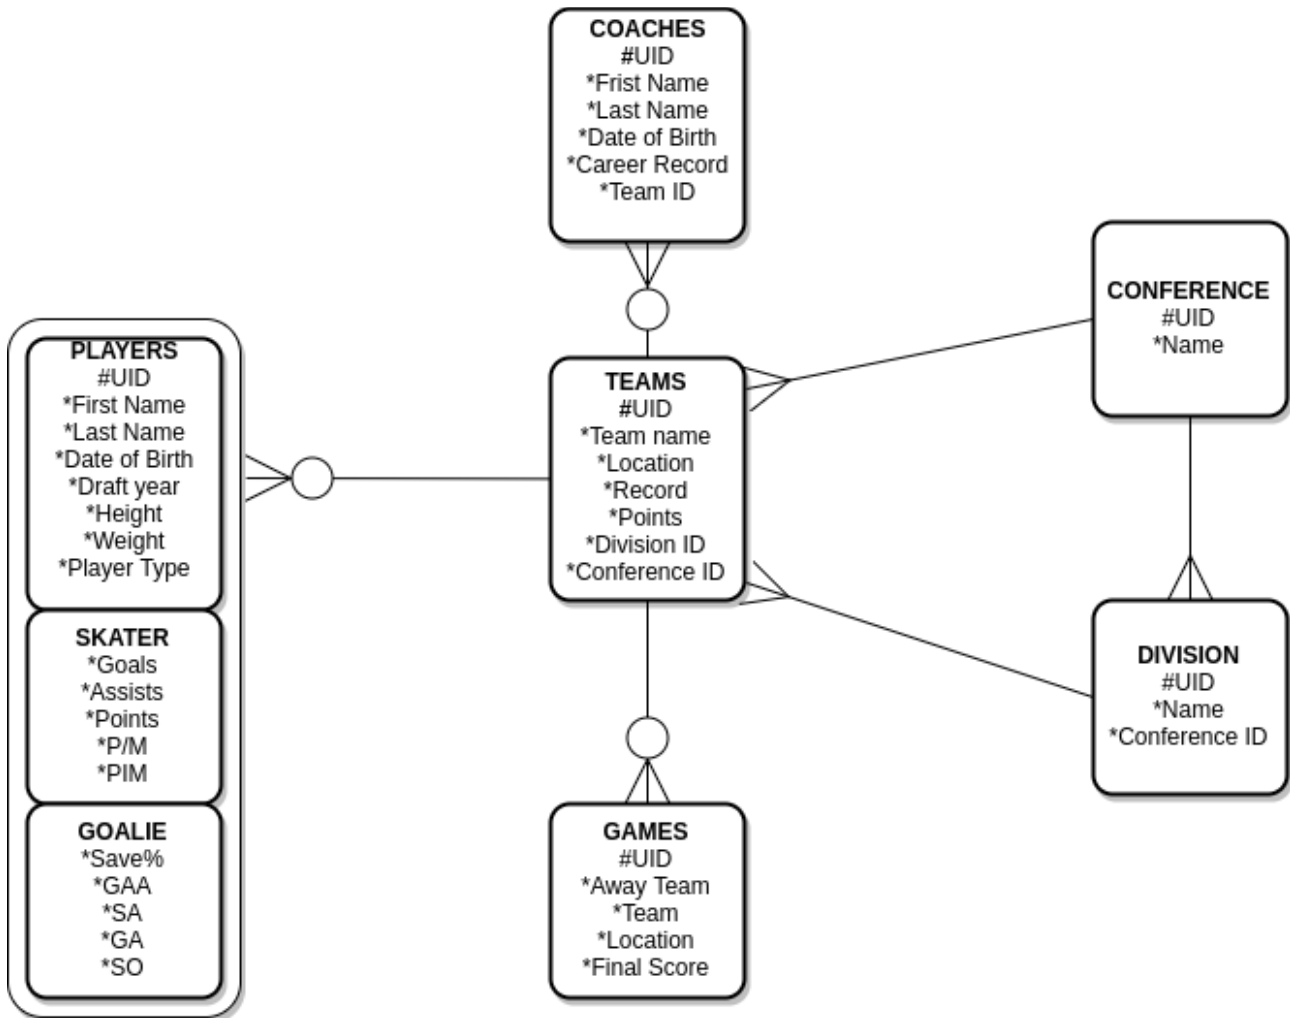 COACHES
#UID
*Frist Name
*Last Name
*Date of Birth
*Career Record
*Team ID
CONFERENCE
#UID
*Name
PLAYERS
#UID
*First Name
*Last Name
*Date of Birth
*Draft year
*Height
*Weight
*Player Type
TEAMS
#UID
*Team name
*Location
*Record
*Points
*Division ID
*Conference ID
SKATER
*Goals
*Assists
*Points
*P/M
*PIM
DIVISION
#UID
*Name
*Conference ID
GOALIE
*Save%
*GAA
*SA
*GA
*SO
GAMES
#UID
*Away Team
*Team
*Location
*Final Score